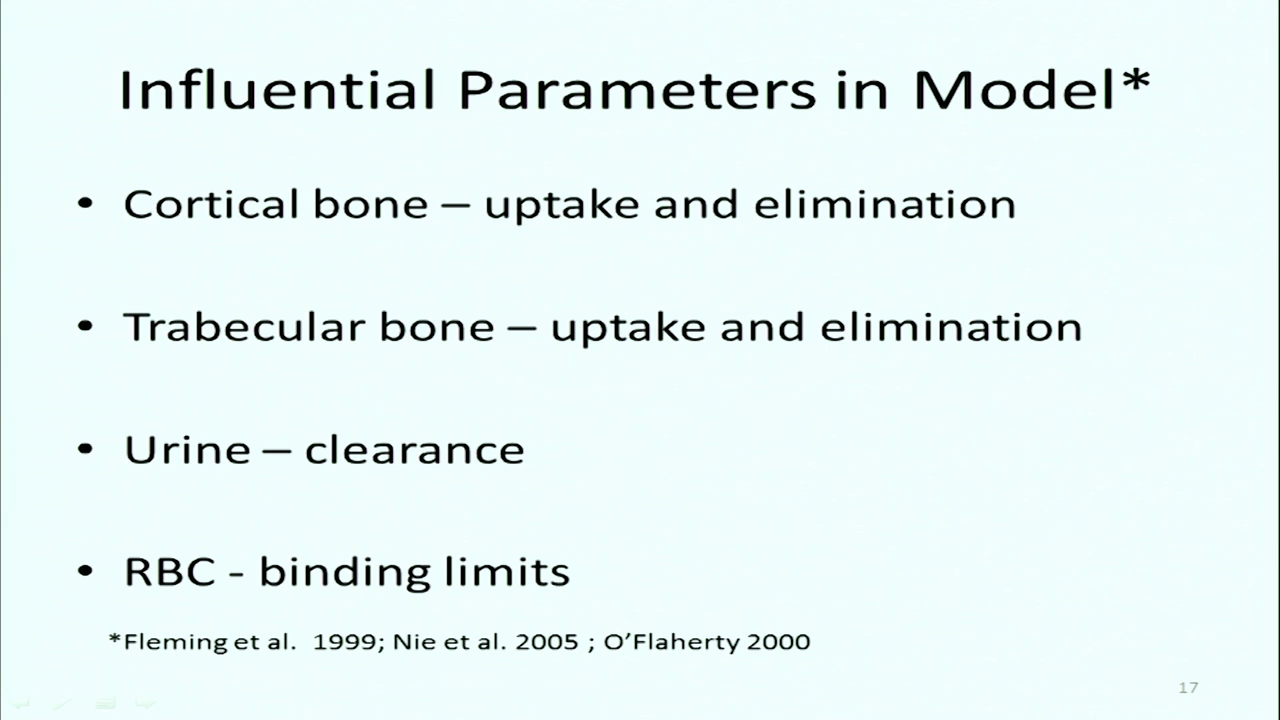 Influential Parameters in Model*
• Cortical bone – uptake and elimination
• Trabecular bone – uptake and elimination
• Urine – clearance
• RBC - binding limits
*Fleming et al. 1999; Nie et al. 2005 ; O’Flaherty 2000
17